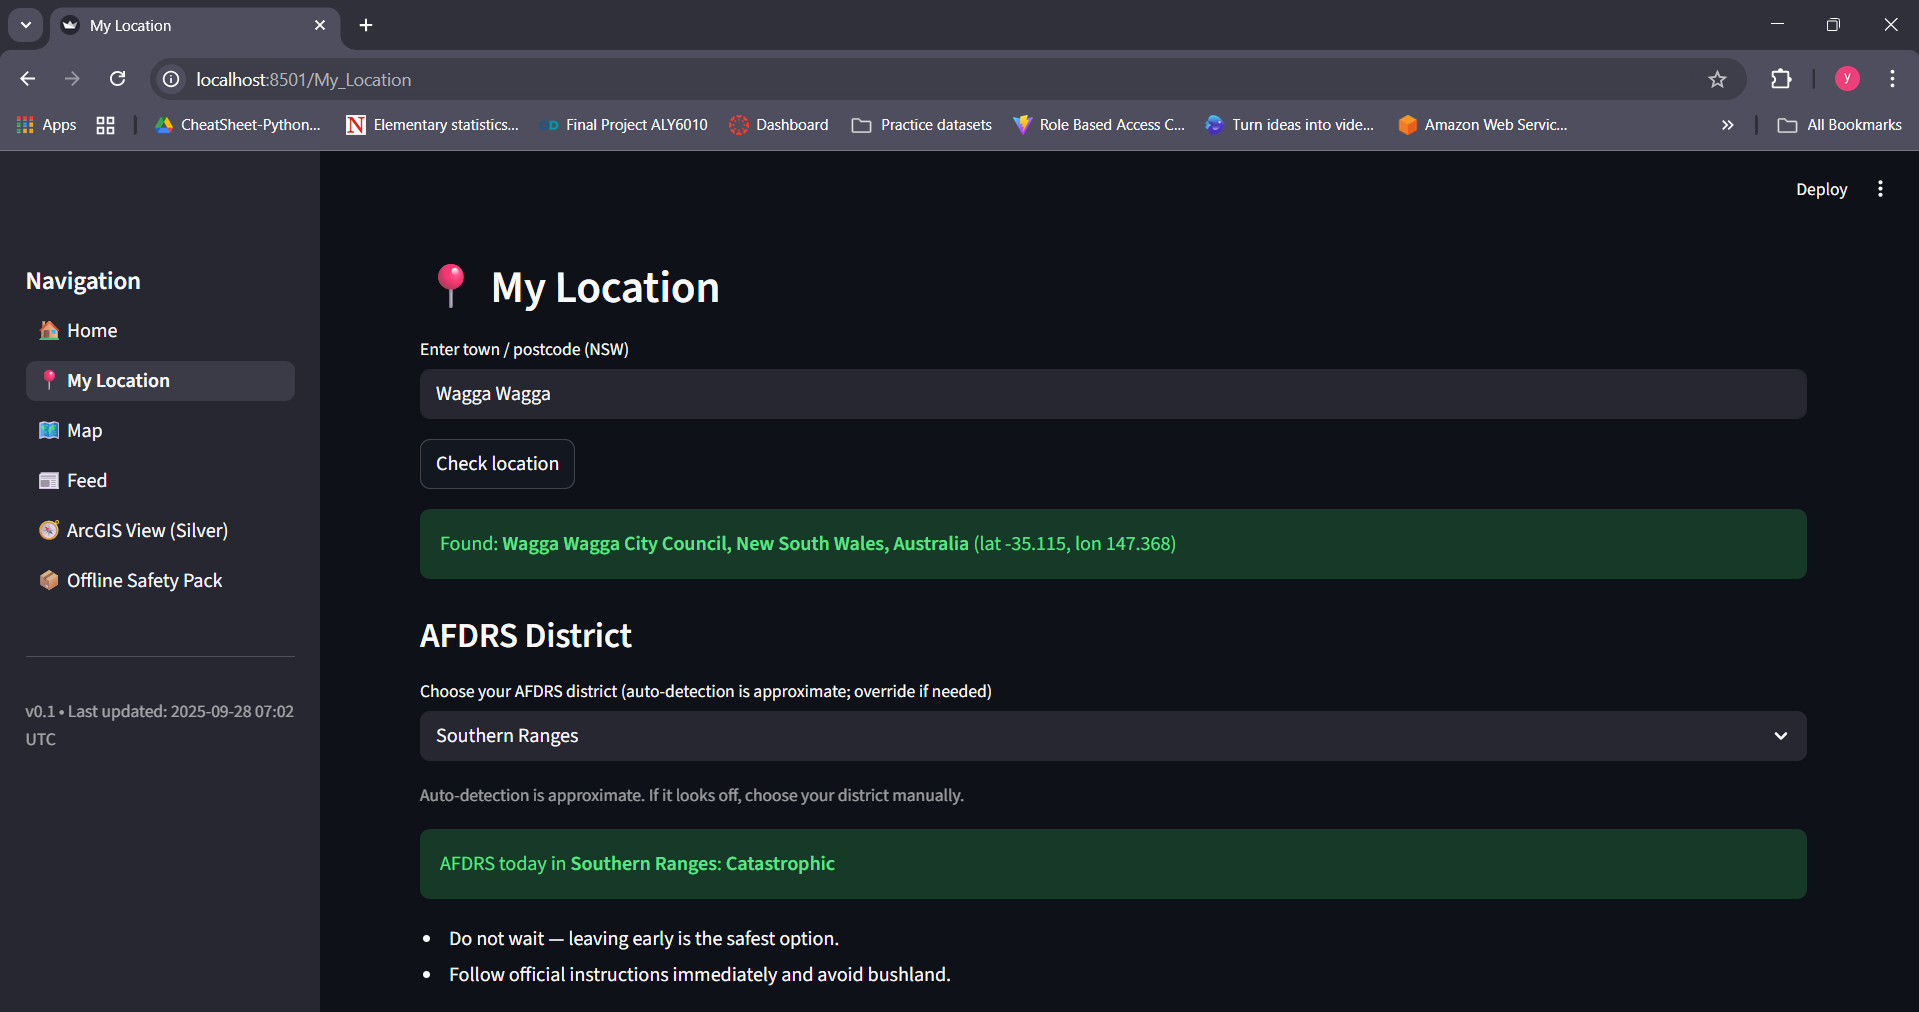 My Location
localhost:8501/My_Location
y
Apps
CheatSheet-Python...
Elementary statistics...
Final Project ALY6010
Dashboard
Practice datasets
Role Based Access C...
Turn ideas into vide...
Amazon Web Servic...
All Bookmarks
Deploy
Navigation
Home
My Location
Map
Feed
ArcGIS View (Silver)
Offline Safety Pack
v0.1 • Last updated: 2025-09-28 07:02
UTC
My Location
Enter town / postcode (NSW)
Wagga Wagga
Check location
Found: Wagga Wagga City Council, New South Wales, Australia (lat -35.115, lon 147.368)
AFDRS District
Choose your AFDRS district (auto-detection is approximate; override if needed)
Southern Ranges
Auto-detection is approximate. If it looks off, choose your district manually.
AFDRS today in Southern Ranges: Catastrophic
• Do not wait — leaving early is the safest option.
• Follow official instructions immediately and avoid bushland.